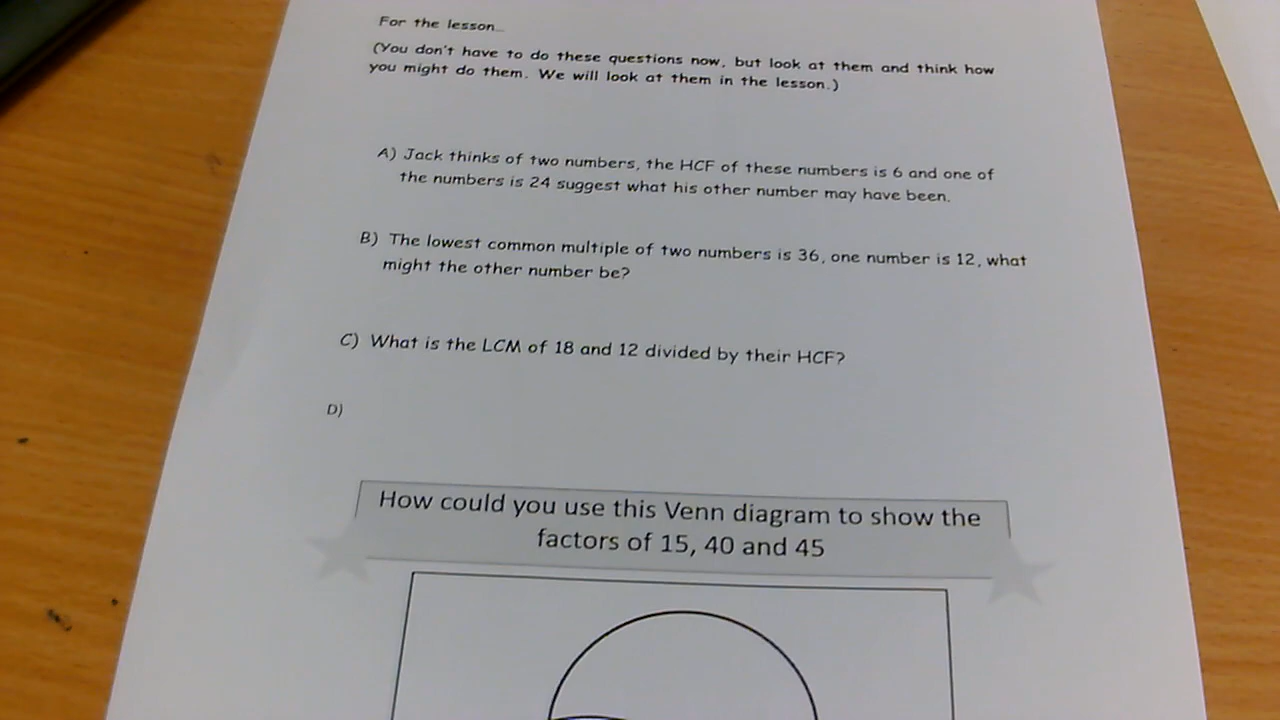 For the lesson...
(You don't have to do these questions now, but look at them and think how
you might do them. We will look at them in the lesson.)
A) Jack thinks of two numbers, the HCF of these numbers is 6 and one of
the numbers is 24 suggest what his other number may have been.
B) The lowest common multiple of two numbers is 36, one number is 12, what
might the other number be?
C) What is the LCM of 18 and 12 divided by their HCF?
D)
How could you use this Venn diagram to show the
factors of 15, 40 and 45